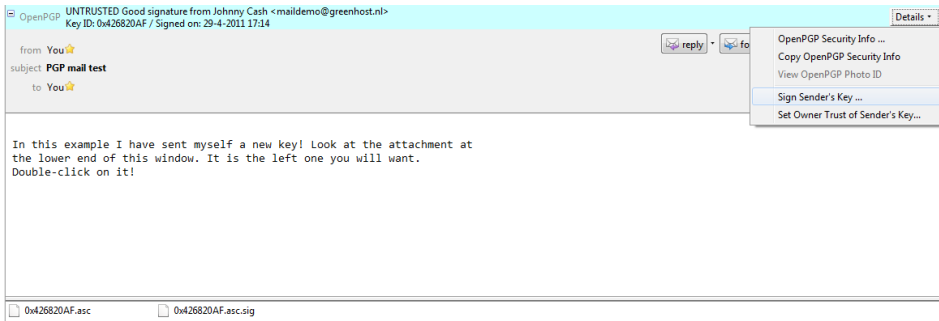 OpenPGP UNTRUSTED Good signature from Johnny Cash <maildemo@greenhost.nl>
Key ID: 0x426820AF / Signed on: 29-4-2011 17:14
Details
from You
subject PGP mail test
to You
reply
fo
OpenPGP Security Info ...
Copy OpenPGP Security Info
View OpenPGP Photo ID
Sign Sender's Key ...
Set Owner Trust of Sender's Key...
In this example I have sent myself a new key! Look at the attachment at
the lower end of this window. It is the left one you will want.
Double-click on it!
0x426820AF.asc
0x426820AF.asc.sig